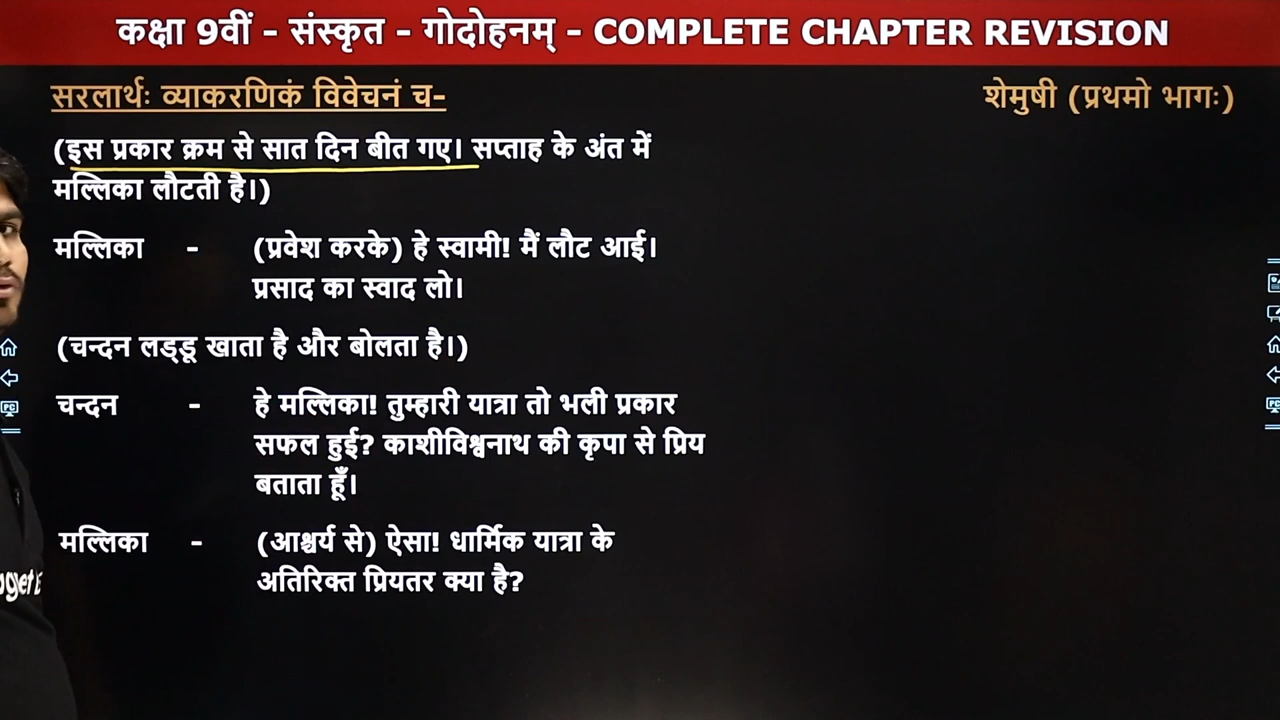 कक्षा 9वीं - संस्कृत - गोदोहनम् - COMPLETE CHAPTER REVISION
सरलार्थः व्याकरणिकं विवेचनं च-
शेमुषी (प्रथमो भागः)
(इस प्रकार क्रम से सात दिन बीत गए। सप्ताह के अंत में
मल्लिका लौटती है।)
मल्लिका - (प्रवेश करके) हे स्वामी! मैं लौट आई।
प्रसाद का स्वाद लो।
(चन्दन लड्डू खाता है और बोलता है।)
चन्दन - हे मल्लिका! तुम्हारी यात्रा तो भली प्रकार
सफल हुई? काशीविश्वनाथ की कृपा से प्रिय
बताता हूँ।
मल्लिका - (आश्चर्य से) ऐसा! धार्मिक यात्रा के
अतिरिक्त प्रियतर क्या है?